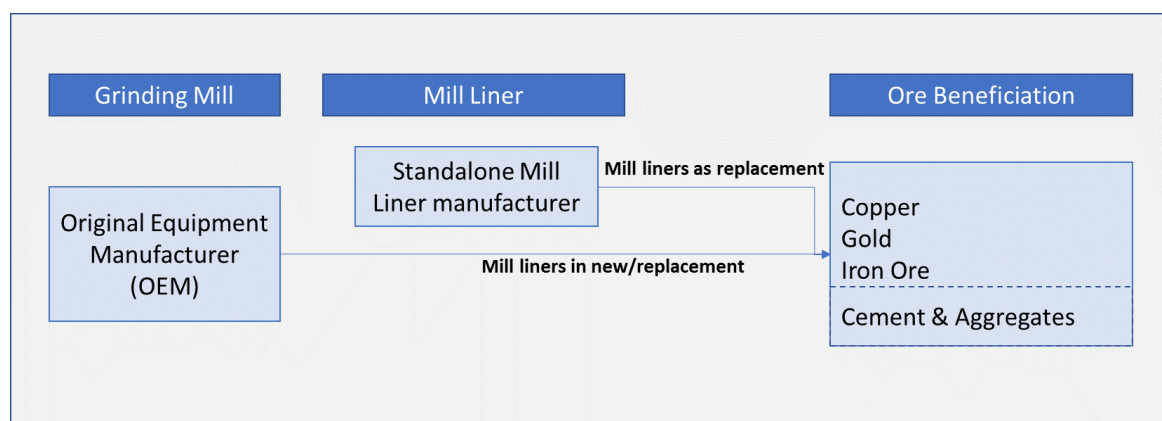 Grinding Mill
Mill Liner
Ore Beneficiation
Standalone Mill
Liner manufacturer
Mill liners as replacement
Original Equipment
Manufacturer
(OEM)
Mill liners in new/replacement
Copper
Gold
Iron Ore
Cement & Aggregates